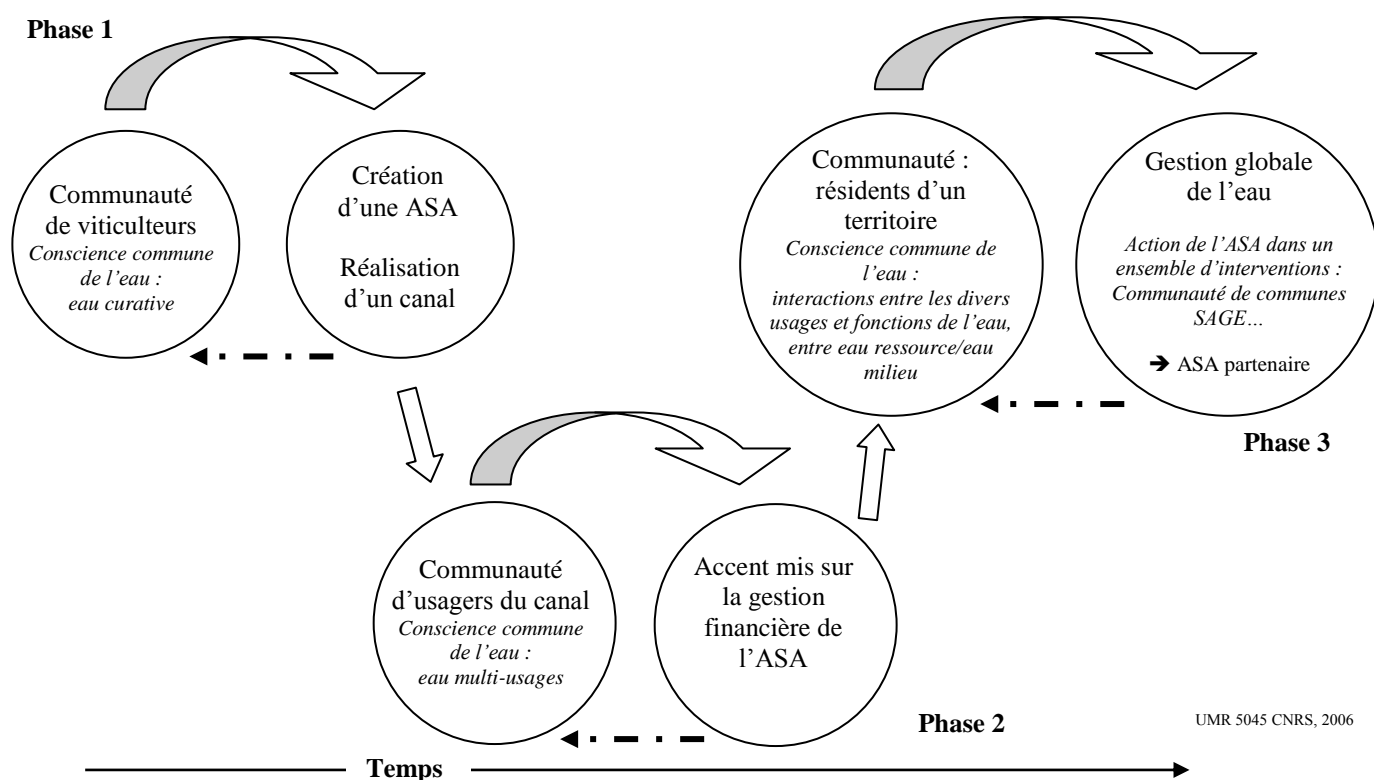 Phase 1
Communauté
de viticulteurs
Conscience commune
de l’eau :
eau curative
Création
d’une ASA
Réalisation
d’un canal
Communauté
d’usagers du canal
Conscience commune
de l’eau :
eau multi-usages
Accent mis sur
la gestion
financière de
l’ASA
Phase 2
Communauté :
résidents d’un
territoire
Conscience commune de
l’eau :
interactions entre les divers
usages et fonctions de l’eau,
entre eau ressource/eau
milieu
Gestion globale
de l’eau
Action de l’ASA dans un
ensemble d’interventions :
Communauté de communes
SAGE…
➔ ASA partenaire
Phase 3
UMR 5045 CNRS, 2006
Temps